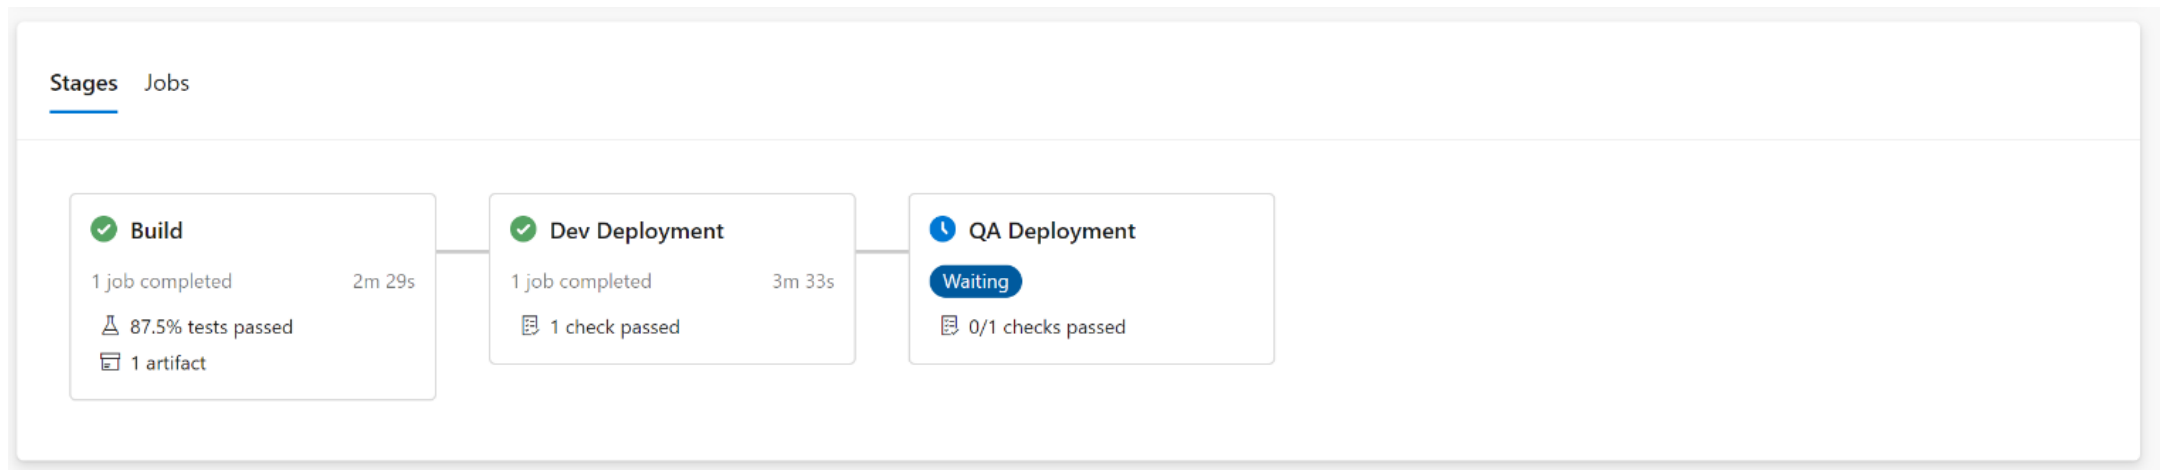 Stages Jobs
Build
1 job completed 2m 29s
87.5% tests passed
1 artifact
Dev Deployment
1 job completed 3m 33s
1 check passed
QA Deployment
Waiting
0/1 checks passed